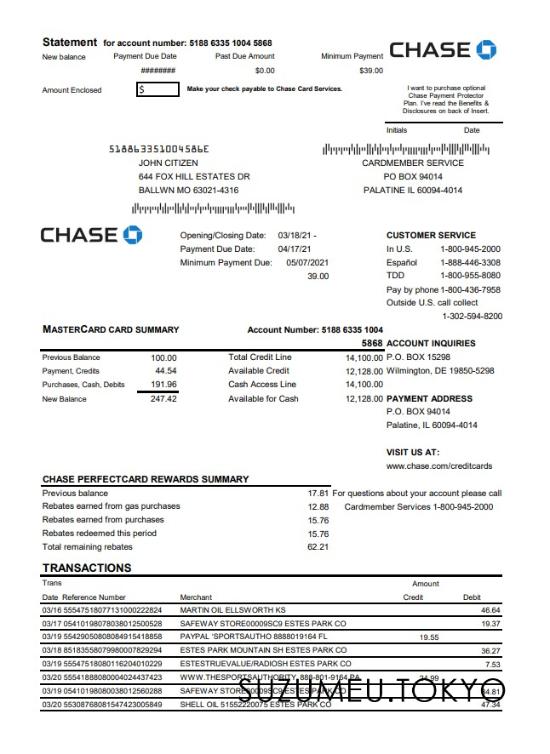 Statement for account number: 5188 6335 1004 5868
CHASE
New balance Payment Due Date Past Due Amount Minimum Payment
######## $0.00 $39.00
Amount Enclosed $ Make your check payable to Chase Card Services.
I want to purchase optional
Chase Payment Protector
Plan. I've read the Benefits &
Disclosures on back of Insert.
Initials Date
518863351004586E
JOHN CITIZEN
644 FOX HILL ESTATES DR
BALLWN MO 63021-4316
CARDMEMBER SERVICE
PO BOX 94014
PALATINE IL 60094-4014
CHASE
Opening/Closing Date: 03/18/21 -
Payment Due Date: 04/17/21
Minimum Payment Due: 05/07/2021
39.00
CUSTOMER SERVICE
In U.S. 1-800-945-2000
Español 1-888-446-3308
TDD 1-800-955-8080
Pay by phone 1-800-436-7958
Outside U.S. call collect
1-302-594-8200
MASTERCARD CARD SUMMARY Account Number: 5188 6335 1004
5868
Previous Balance 100.00 Total Credit Line 14,100.00
Payment, Credits 44.54 Available Credit 12,128.00
Purchases, Cash, Debits 191.96 Cash Access Line 14,100.00
New Balance 247.42 Available for Cash 12,128.00
ACCOUNT INQUIRIES
P.O. BOX 15298
Wilmington, DE 19850-5298
PAYMENT ADDRESS
P.O. BOX 94014
Palatine, IL 60094-4014
VISIT US AT:
www.chase.com/creditcards
CHASE PERFECTCARD REWARDS SUMMARY
Previous balance 17.81
Rebates earned from gas purchases 12.88
Rebates earned from purchases 15.76
Rebates redeemed this period 15.76
Total remaining rebates 62.21
For questions about your account please call
Cardmember Services 1-800-945-2000
TRANSACTIONS
Trans Amount
Date Reference Number Merchant Credit Debit
03/16 55547518077131000222824 MARTIN OIL ELLSWORTH KS 46.64
03/17 05410198078038012500528 SAFEWAY STORE00009SC9 ESTES PARK CO 19.37
03/19 55429050808084915418858 PAYPAL 'SPORTSAUTHO 8888019164 FL 19.55
03/18 85183558079980007829294 ESTES PARK MOUNTAIN SH ESTES PARK CO 36.27
03/19 55547518080116204010229 ESTESTRUEVALUE/RADIOSH ESTES PARK CO 7.53
03/20 55418818080004024437423 WWW.THESPORTSAUTHORITY 888-801-9164 PA 24.99
03/19 05410198080038012560288 SAFEWAY STORE00009SC9 ESTES PARK CO 34.81
03/20 55308768081547423005849 SHELL OIL 51552220075 ESTES PARK CO 47.34
SUZUMEU.TOKYO